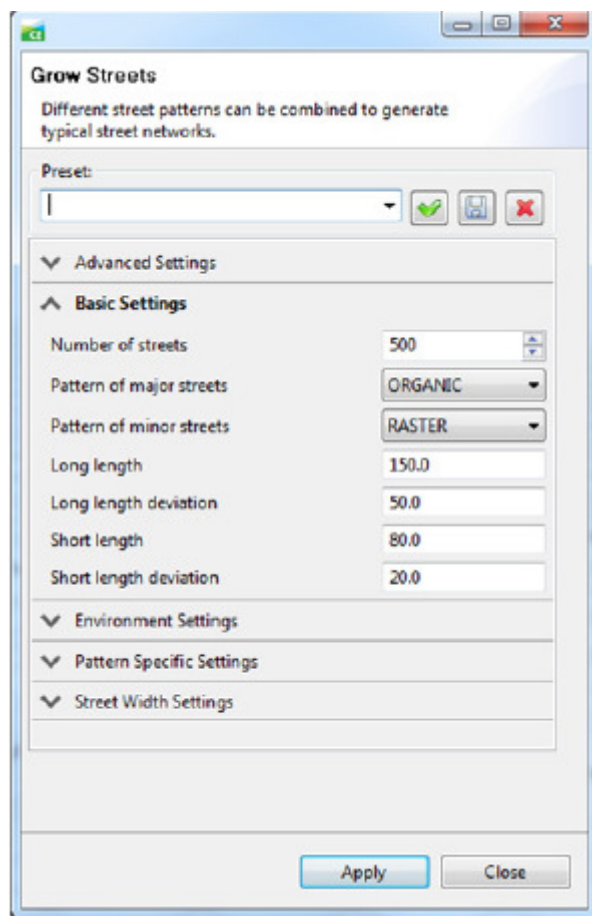 CE
Grow Streets
Different street patterns can be combined to generate
typical street networks.
Preset:
Advanced Settings
Basic Settings
Number of streets 500
Pattern of major streets ORGANIC
Pattern of minor streets RASTER
Long length 150.0
Long length deviation 50.0
Short length 80.0
Short length deviation 20.0
Environment Settings
Pattern Specific Settings
Street Width Settings
Apply Close